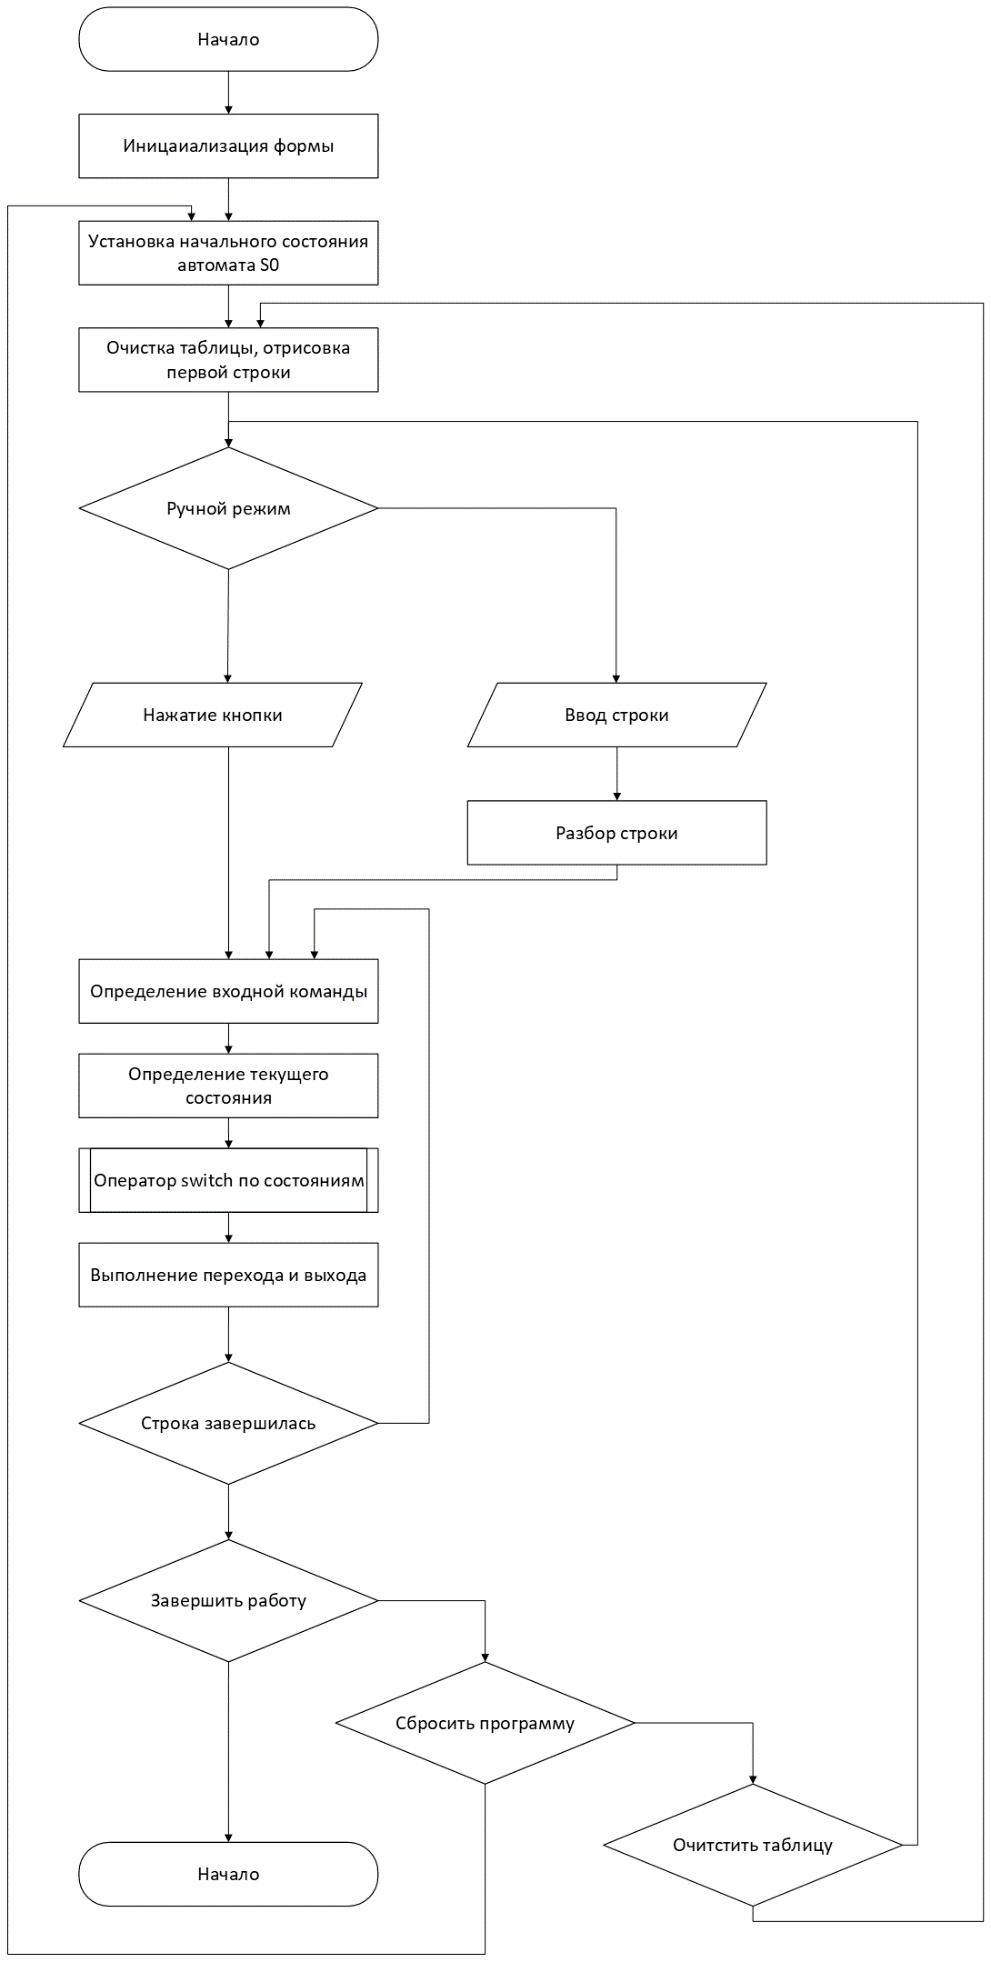 Начало
Иницаиализация формы
Установка начального состояния
автомата S0
Очистка таблицы, отрисовка
первой строки
Ручной режим
Нажатие кнопки
Ввод строки
Разбор строки
Определение входной команды
Определение текущего
состояния
Оператор switch по состояниям
Выполнение перехода и выхода
Строка завершилась
Завершить работу
Сбросить программу
Очитстить таблицу
Начало